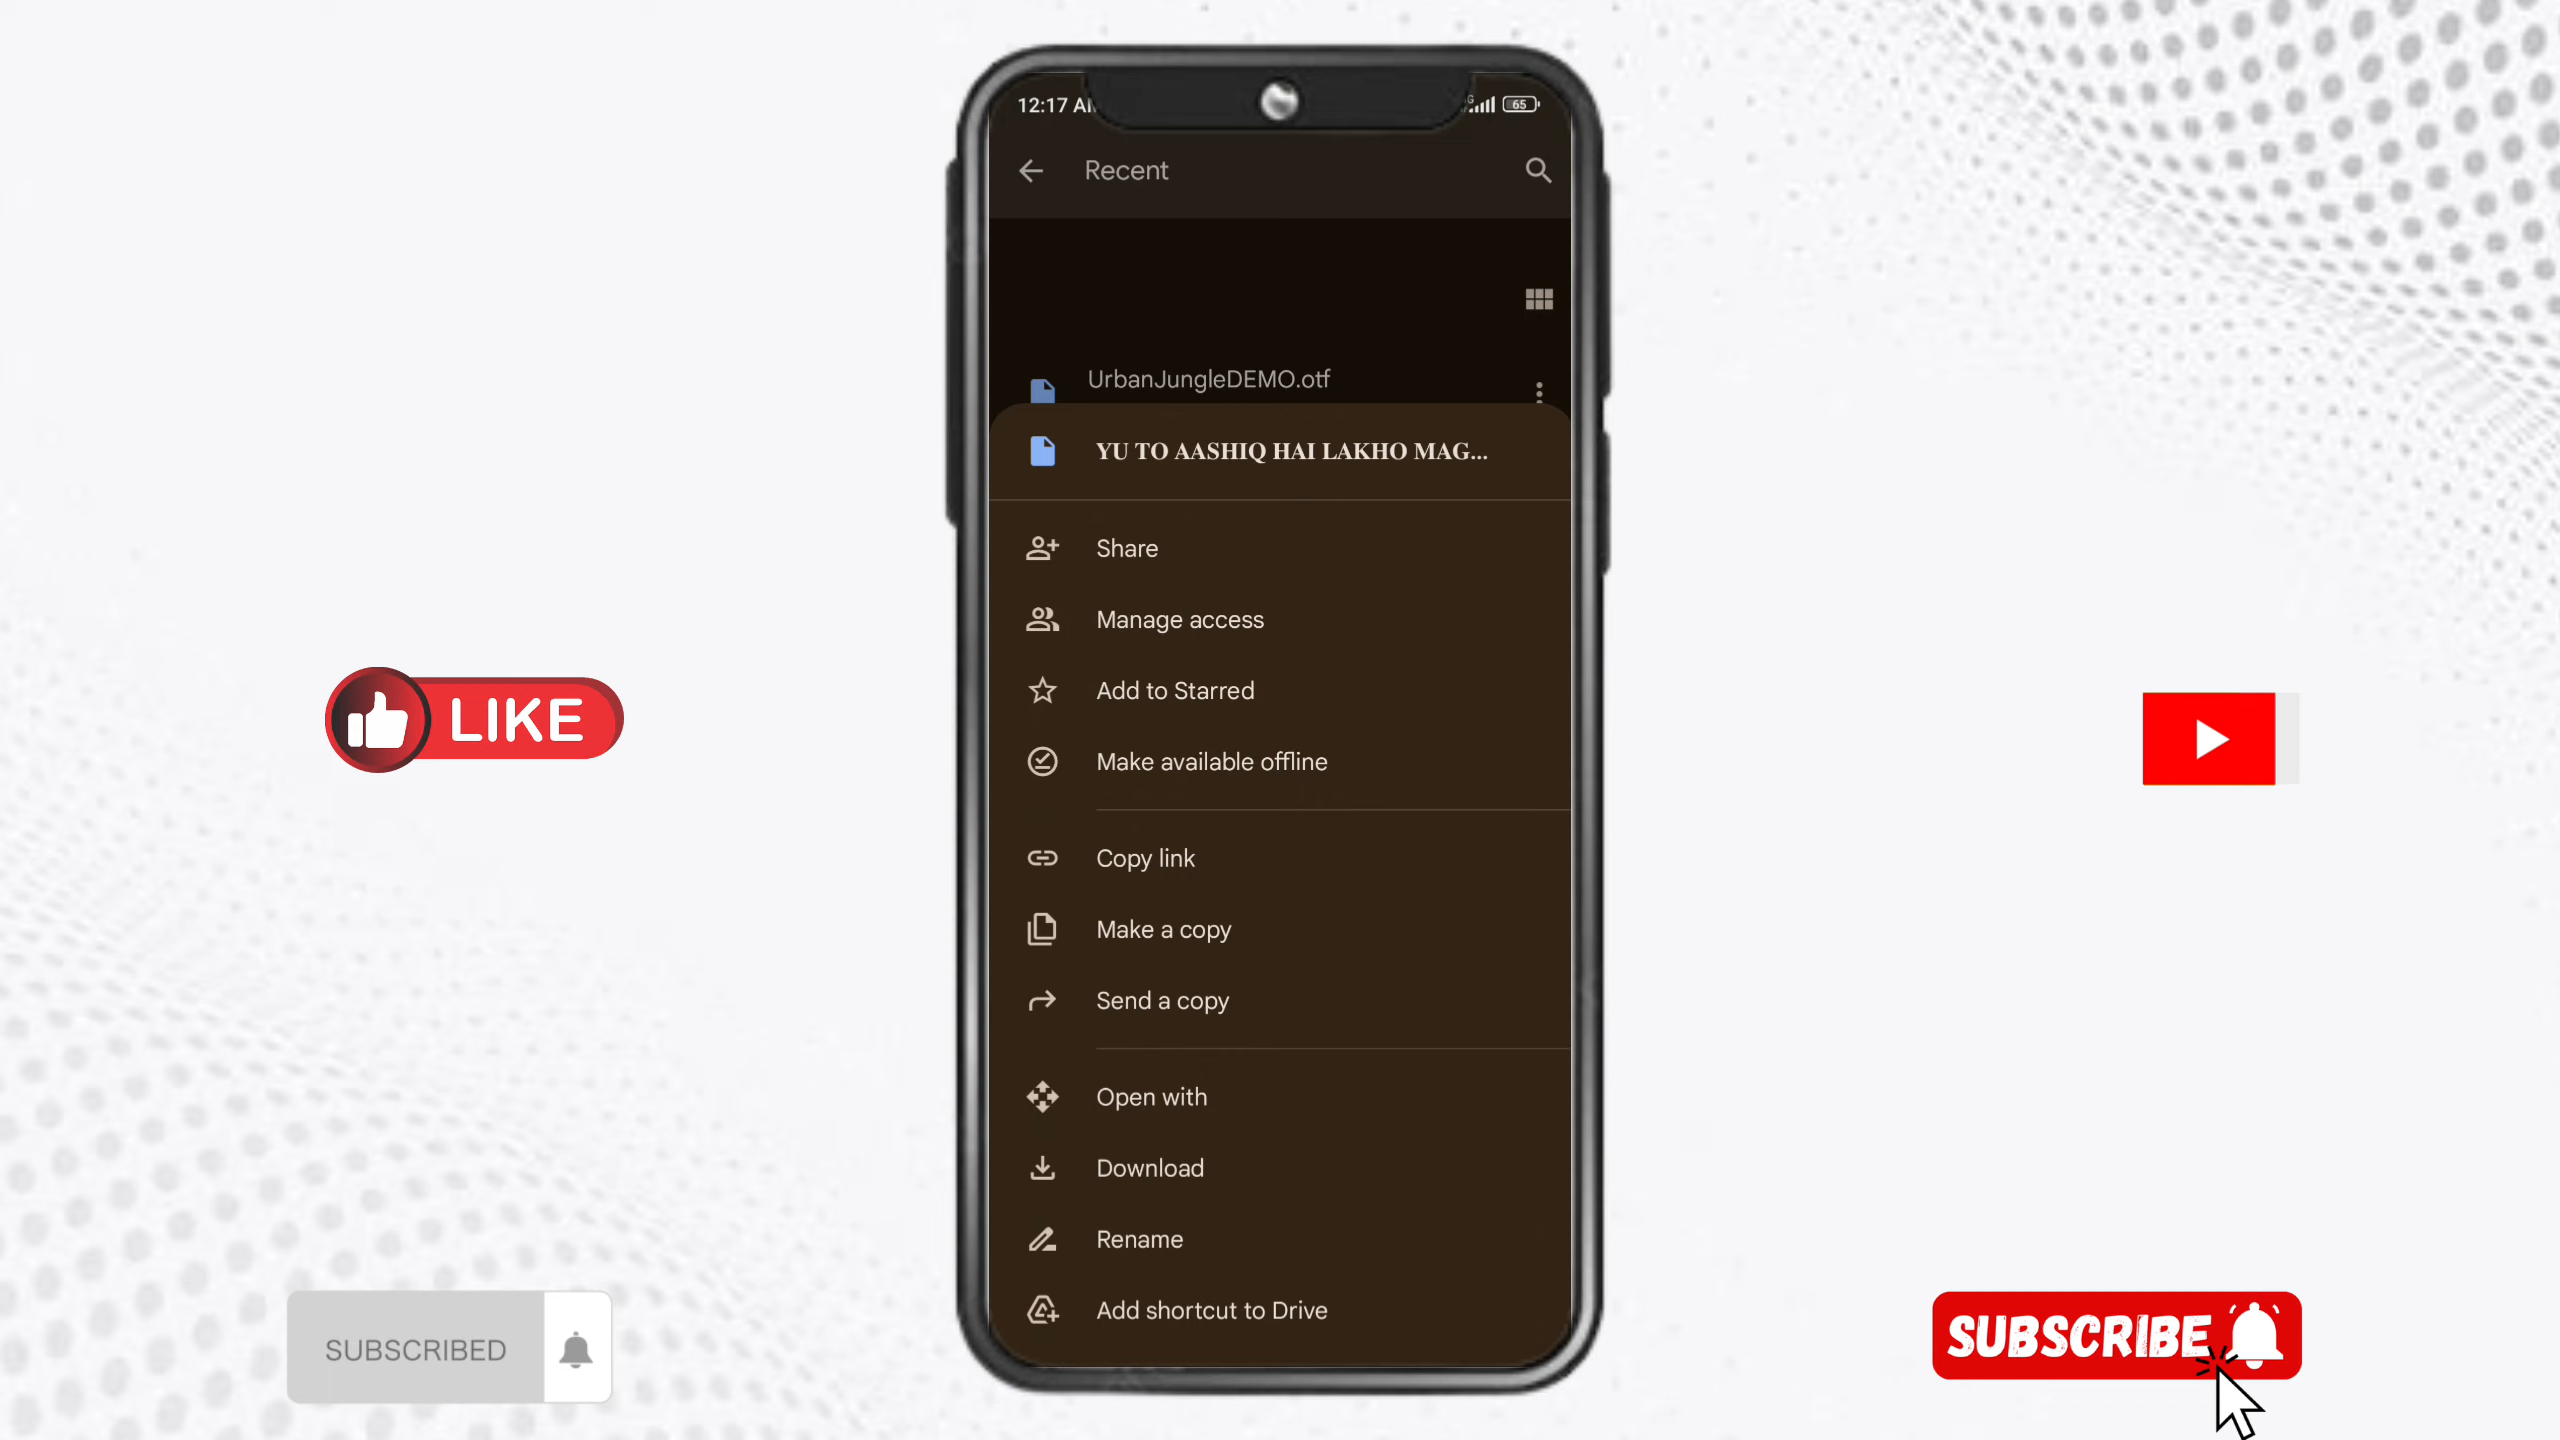 12:17 A
65
Recent
UrbanJungleDEMO.otf
YU TO AASHIQ HAI LAKHO MAG...
Share
Manage access
Add to Starred
Make available offline
Copy link
Make a copy
Send a copy
Open with
Download
Rename
Add shortcut to Drive
LIKE
SUBSCRIBED
SUBSCRIBE